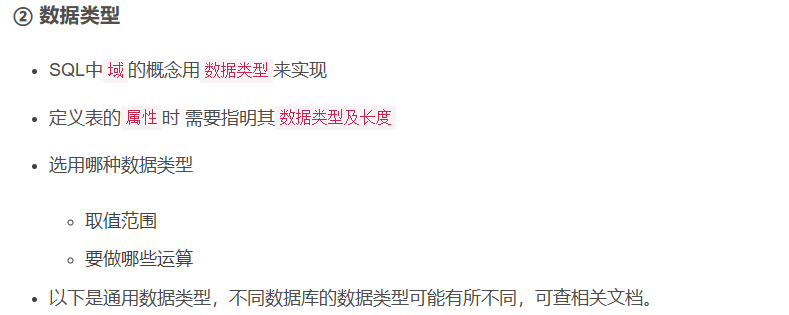 ② 数据类型
SQL中域的概念用数据类型来实现
定义表的属性时 需要指明其数据类型及长度
选用哪种数据类型
取值范围
要做哪些运算
以下是通用数据类型，不同数据库的数据类型可能有所不同，可查相关文档。